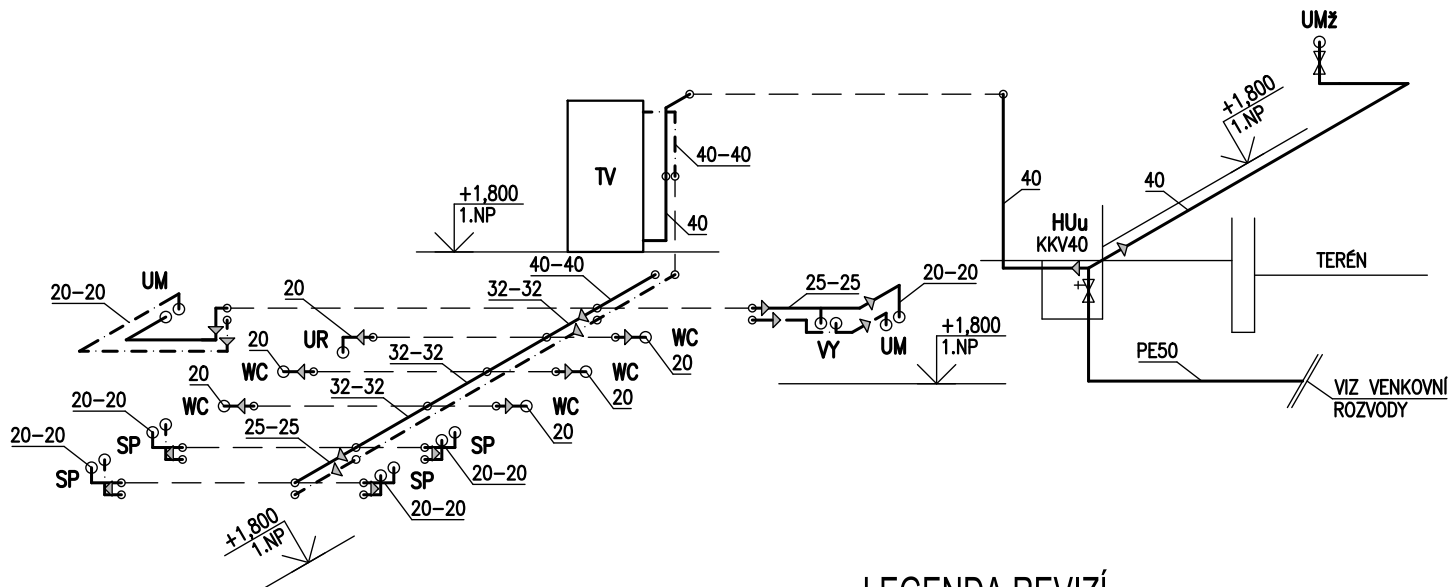 UMž
+1,800
1.NP
40-40
TV
+1,800
1.NP
40
40
40
HUu
KKV40
TERÉN
40-40
20-20
UM
20
32-32
25-25
20-20
UR
WC
+1,800
1.NP
20
32-32
20
VY
UM
WC
WC
PE50
20
32-32
20
VIZ VENKOVNÍ
ROZVODY
WC
WC
20-20
25-25
20
20-20
SP
SP
20-20
SP
SP
20-20
+1,800
1.NP
LEGENDA REVIZÍ